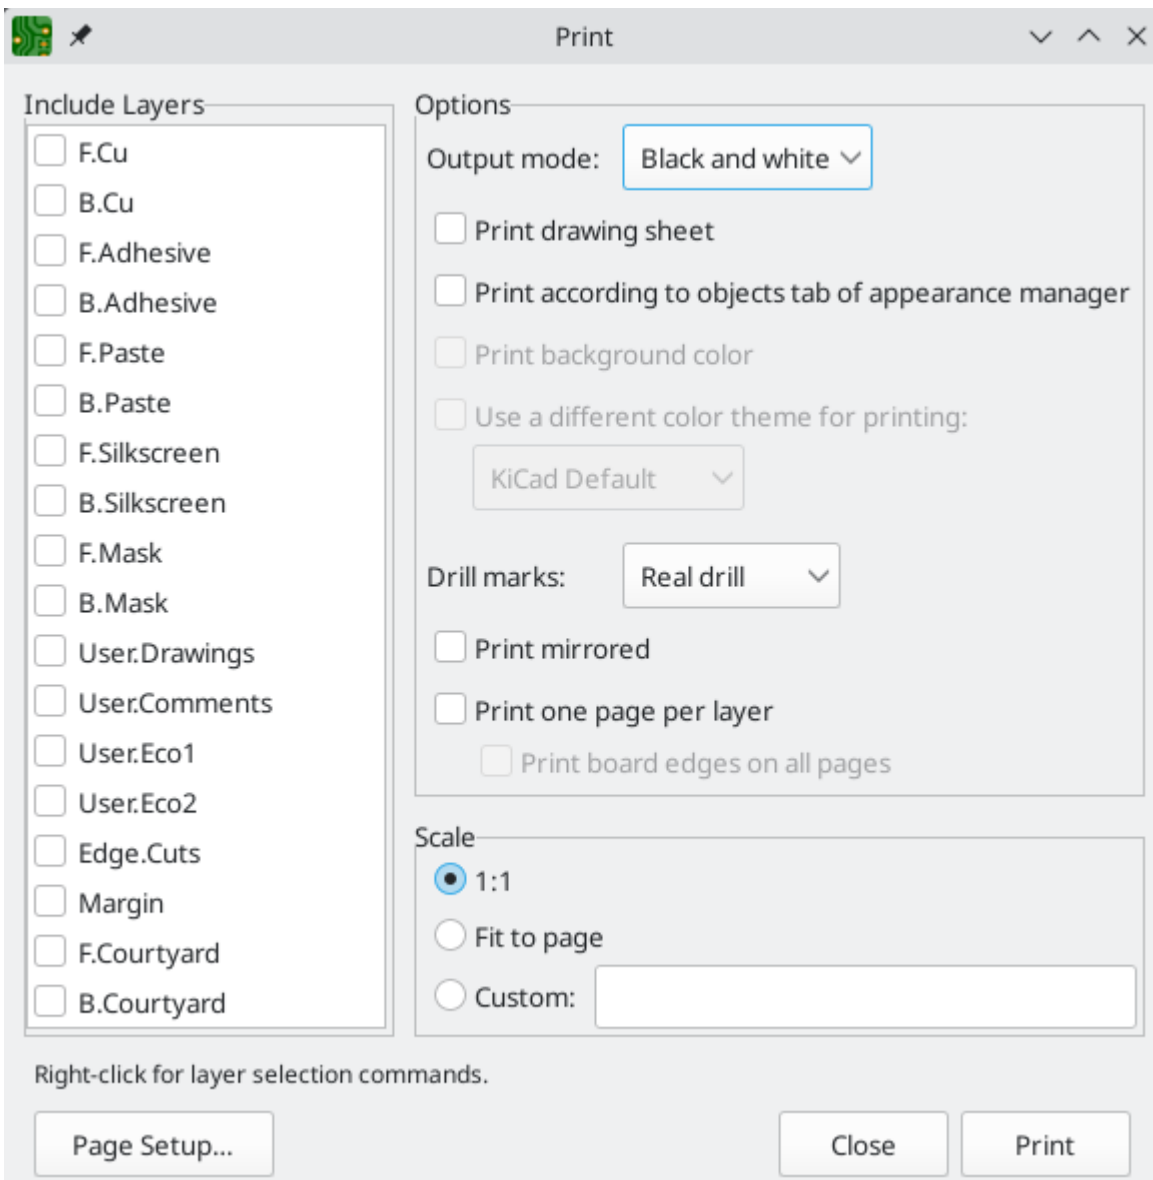 Print
Include Layers
F.Cu
B.Cu
F.Adhesive
B.Adhesive
F.Paste
B.Paste
F.Silkscreen
B.Silkscreen
F.Mask
B.Mask
User.Drawings
User.Comments
User.Eco1
User.Eco2
Edge.Cuts
Margin
F.Courtyard
B.Courtyard
Options
Output mode: Black and white
Print drawing sheet
Print according to objects tab of appearance manager
Print background color
Use a different color theme for printing:
KiCad Default
Drill marks: Real drill
Print mirrored
Print one page per layer
Print board edges on all pages
Scale
1:1
Fit to page
Custom:
Right-click for layer selection commands.
Page Setup... Close Print